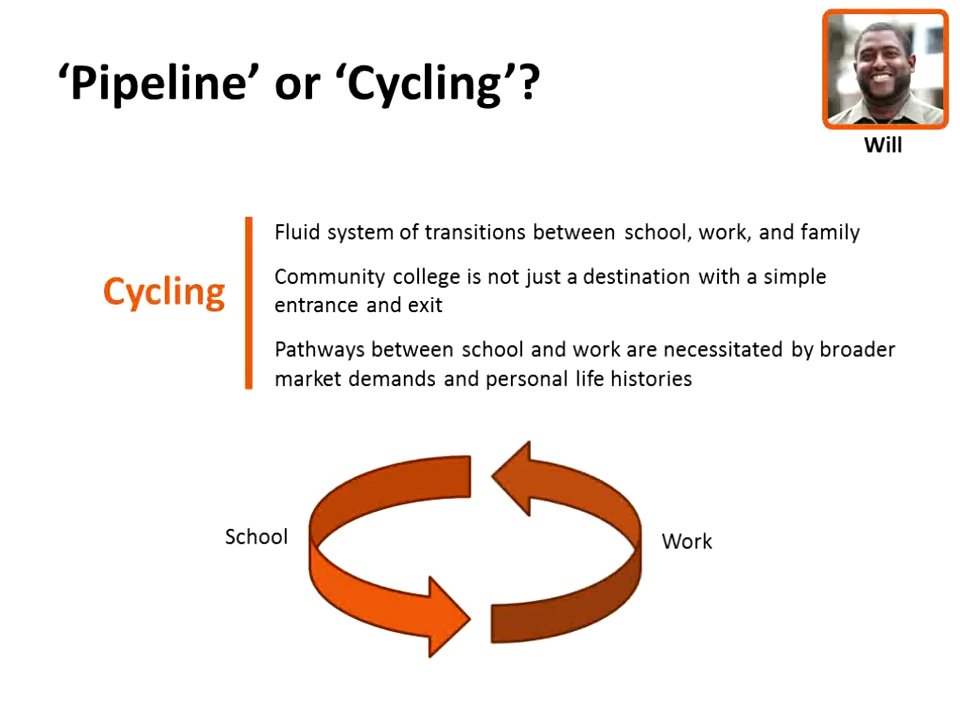 ‘Pipeline’ or ‘Cycling’?
Will
Cycling
Fluid system of transitions between school, work, and family
Community college is not just a destination with a simple
entrance and exit
Pathways between school and work are necessitated by broader
market demands and personal life histories
School
Work